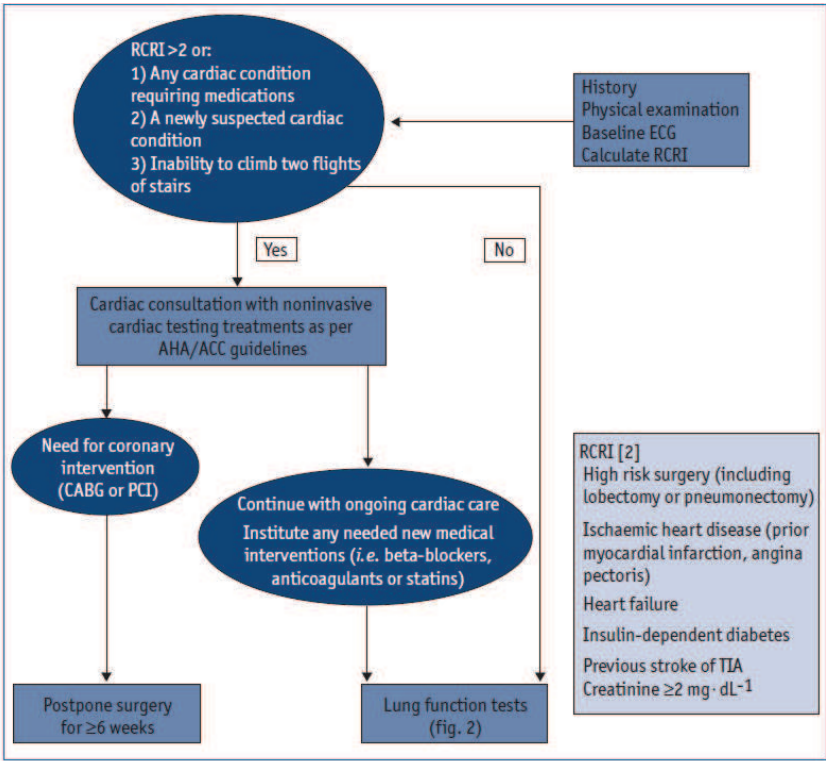 RCRI >2 or:
1) Any cardiac condition
requiring medications
2) A newly suspected cardiac
condition
3) Inability to climb two flights
of stairs
History
Physical examination
Baseline ECG
Calculate RCRI
Yes
No
Cardiac consultation with noninvasive
cardiac testing treatments as per
AHA/ACC guidelines
Need for coronary
intervention
(CABG or PCI)
Continue with ongoing cardiac care
Institute any needed new medical
interventions (i.e. beta-blockers,
anticoagulants or statins)
RCRI [2]
High risk surgery (including
lobectomy or pneumonectomy)
Ischaemic heart disease (prior
myocardial infarction, angina
pectoris)
Heart failure
Insulin-dependent diabetes
Previous stroke of TIA
Creatinine ≥2 mg·dL-1
Postpone surgery
for ≥6 weeks
Lung function tests
(fig. 2)